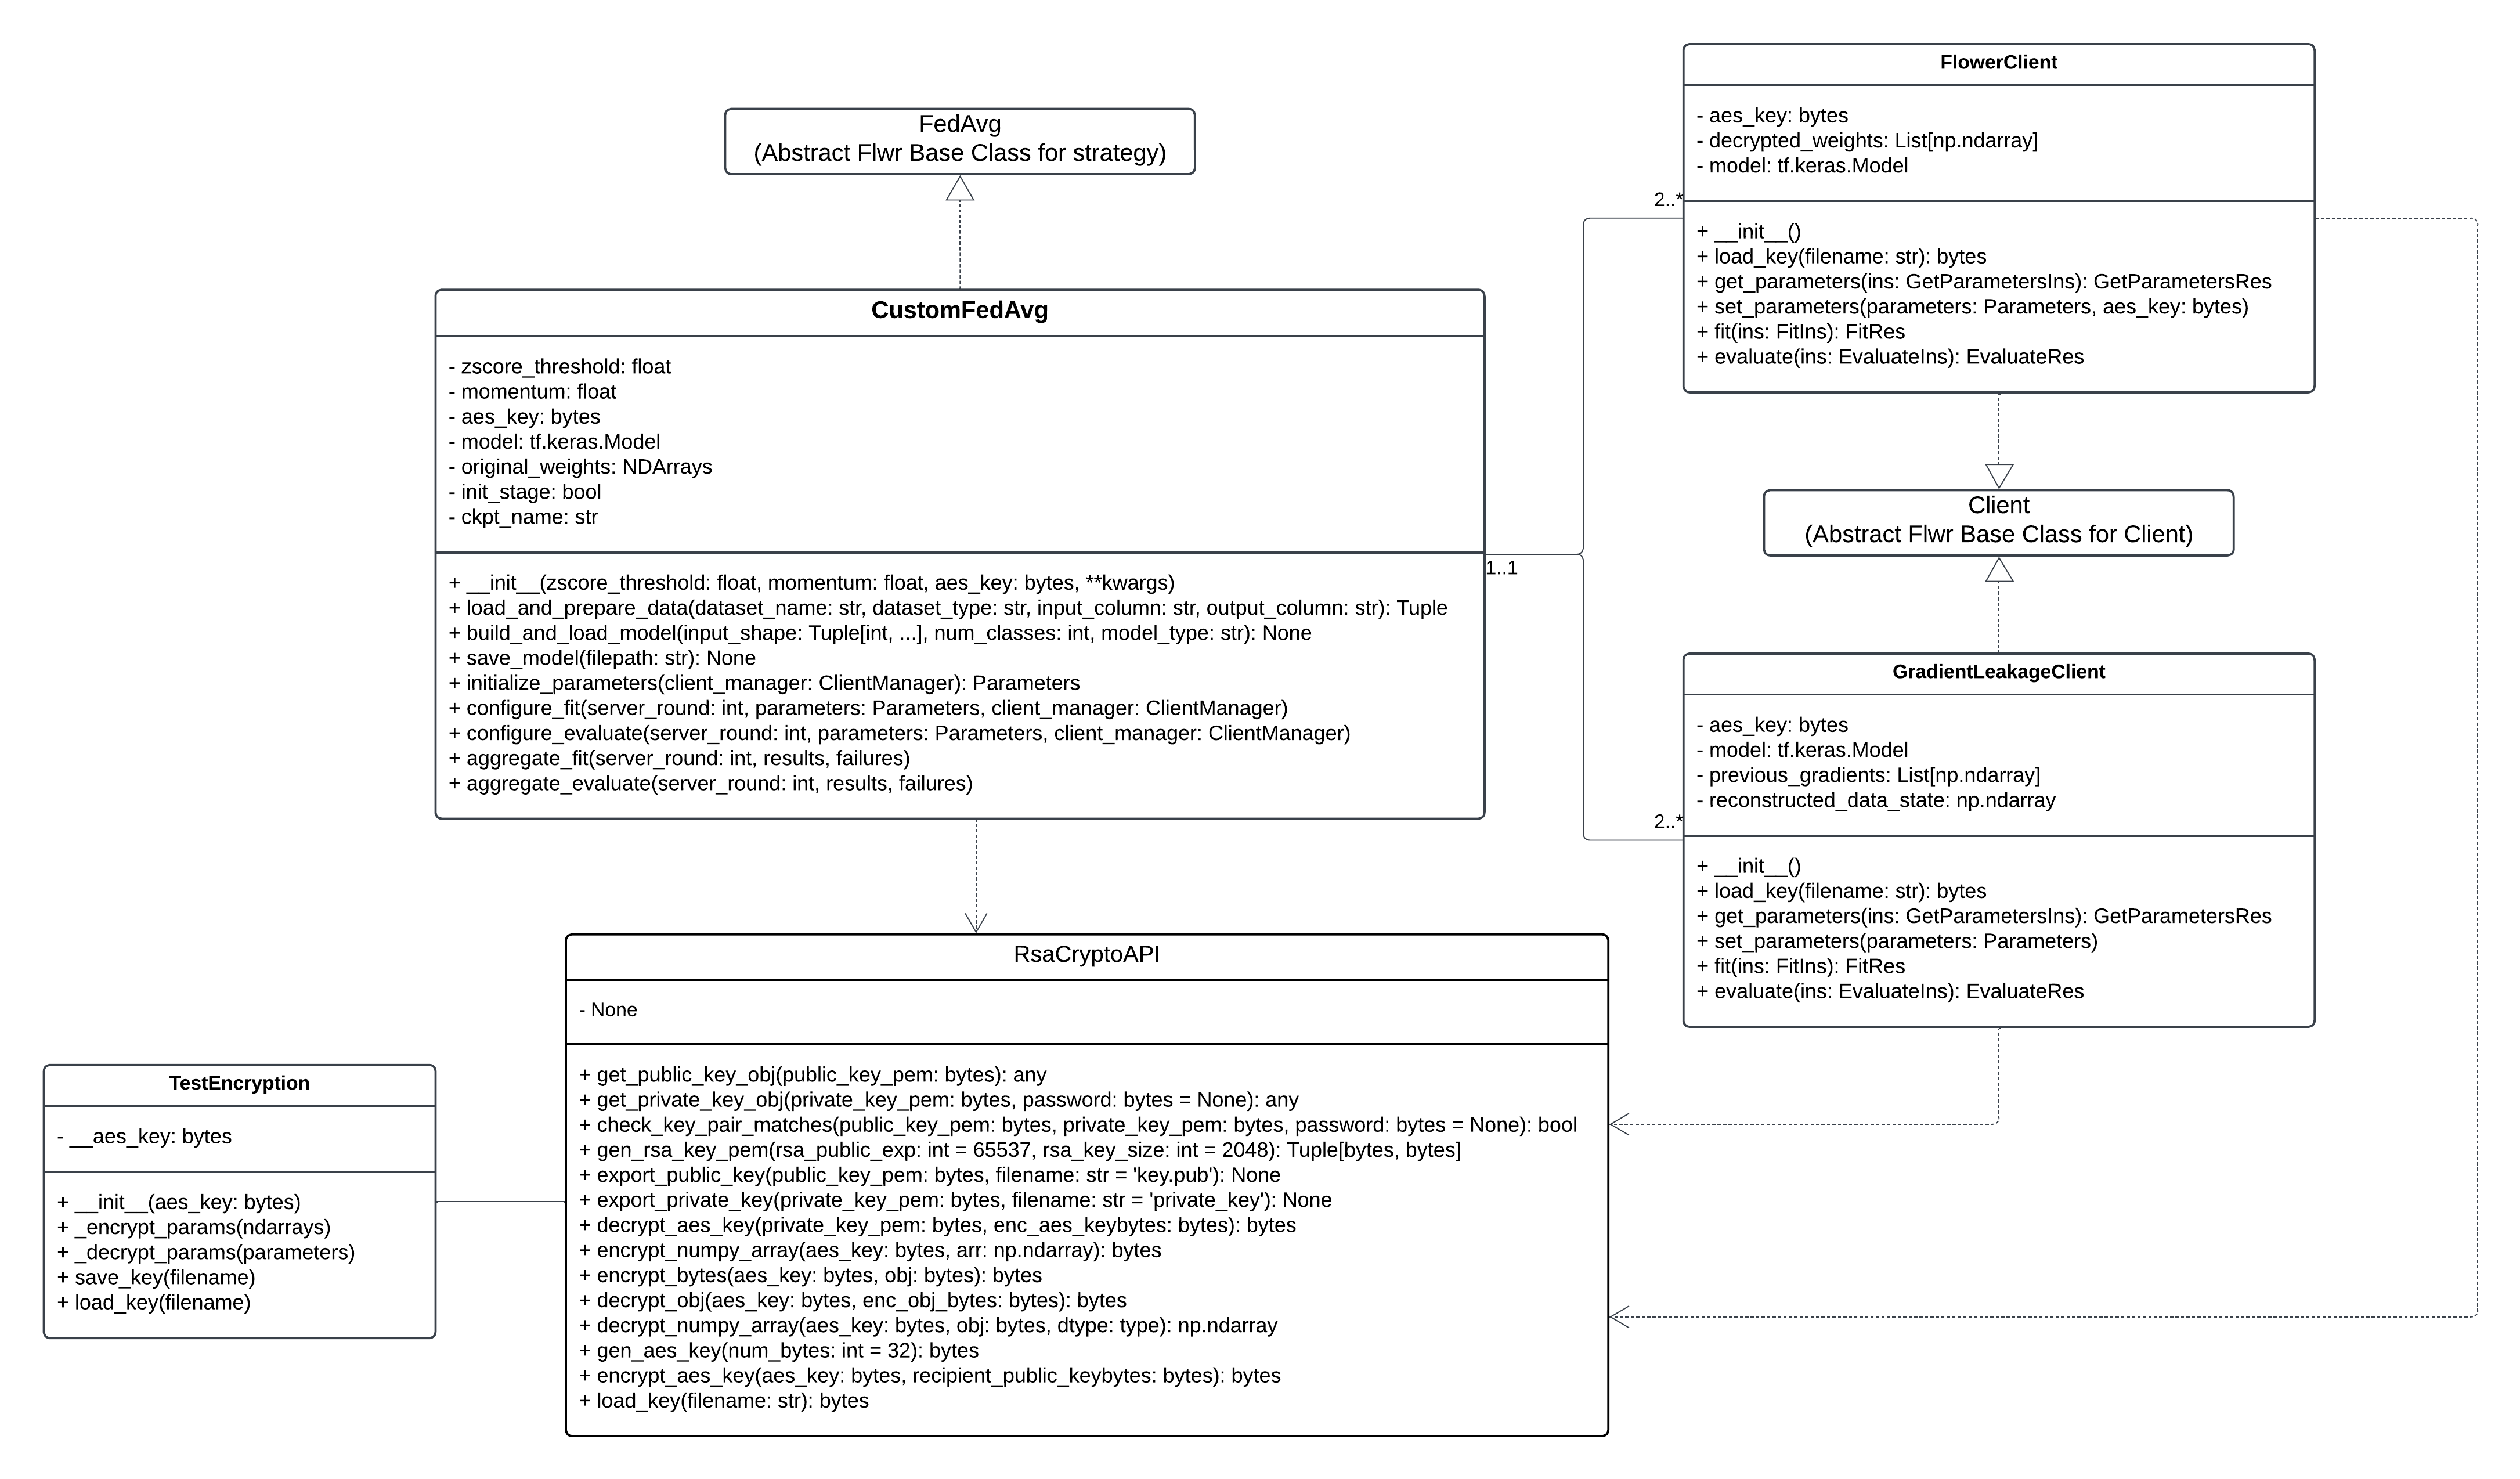 FedAvg
(Abstract Flwr Base Class for strategy)
CustomFedAvg
- zscore_threshold: float
- momentum: float
- aes_key: bytes
- model: tf.keras.Model
- original_weights: NDArrays
- init_stage: bool
- ckpt_name: str
+ __init__(zscore_threshold: float, momentum: float, aes_key: bytes, **kwargs)
+ load_and_prepare_data(dataset_name: str, dataset_type: str, input_column: str, output_column: str): Tuple
+ build_and_load_model(input_shape: Tuple[int, ...], num_classes: int, model_type: str): None
+ save_model(filepath: str): None
+ initialize_parameters(client_manager: ClientManager): Parameters
+ configure_fit(server_round: int, parameters: Parameters, client_manager: ClientManager)
+ configure_evaluate(server_round: int, parameters: Parameters, client_manager: ClientManager)
+ aggregate_fit(server_round: int, results, failures)
+ aggregate_evaluate(server_round: int, results, failures)
1..1
2..*
2..*
FlowerClient
- aes_key: bytes
- decrypted_weights: List[np.ndarray]
- model: tf.keras.Model
+ __init__()
+ load_key(filename: str): bytes
+ get_parameters(ins: GetParametersIns): GetParametersRes
+ set_parameters(parameters: Parameters, aes_key: bytes)
+ fit(ins: FitIns): FitRes
+ evaluate(ins: EvaluateIns): EvaluateRes
Client
(Abstract Flwr Base Class for Client)
GradientLeakageClient
- aes_key: bytes
- model: tf.keras.Model
- previous_gradients: List[np.ndarray]
- reconstructed_data_state: np.ndarray
+ __init__()
+ load_key(filename: str): bytes
+ get_parameters(ins: GetParametersIns): GetParametersRes
+ set_parameters(parameters: Parameters)
+ fit(ins: FitIns): FitRes
+ evaluate(ins: EvaluateIns): EvaluateRes
TestEncryption
- __aes_key: bytes
+ __init__(aes_key: bytes)
+ _encrypt_params(ndarrays)
+ _decrypt_params(parameters)
+ save_key(filename)
+ load_key(filename)
RsaCryptoAPI
- None
+ get_public_key_obj(public_key_pem: bytes): any
+ get_private_key_obj(private_key_pem: bytes, password: bytes = None): any
+ check_key_pair_matches(public_key_pem: bytes, private_key_pem: bytes, password: bytes = None): bool
+ gen_rsa_key_pem(rsa_public_exp: int = 65537, rsa_key_size: int = 2048): Tuple[bytes, bytes]
+ export_public_key(public_key_pem: bytes, filename: str = 'key.pub'): None
+ export_private_key(private_key_pem: bytes, filename: str = 'private_key'): None
+ decrypt_aes_key(private_key_pem: bytes, enc_aes_keybytes: bytes): bytes
+ encrypt_numpy_array(aes_key: bytes, arr: np.ndarray): bytes
+ encrypt_bytes(aes_key: bytes, obj: bytes): bytes
+ decrypt_obj(aes_key: bytes, enc_obj_bytes: bytes): bytes
+ decrypt_numpy_array(aes_key: bytes, obj: bytes, dtype: type): np.ndarray
+ gen_aes_key(num_bytes: int = 32): bytes
+ encrypt_aes_key(aes_key: bytes, recipient_public_keybytes: bytes): bytes
+ load_key(filename: str): bytes